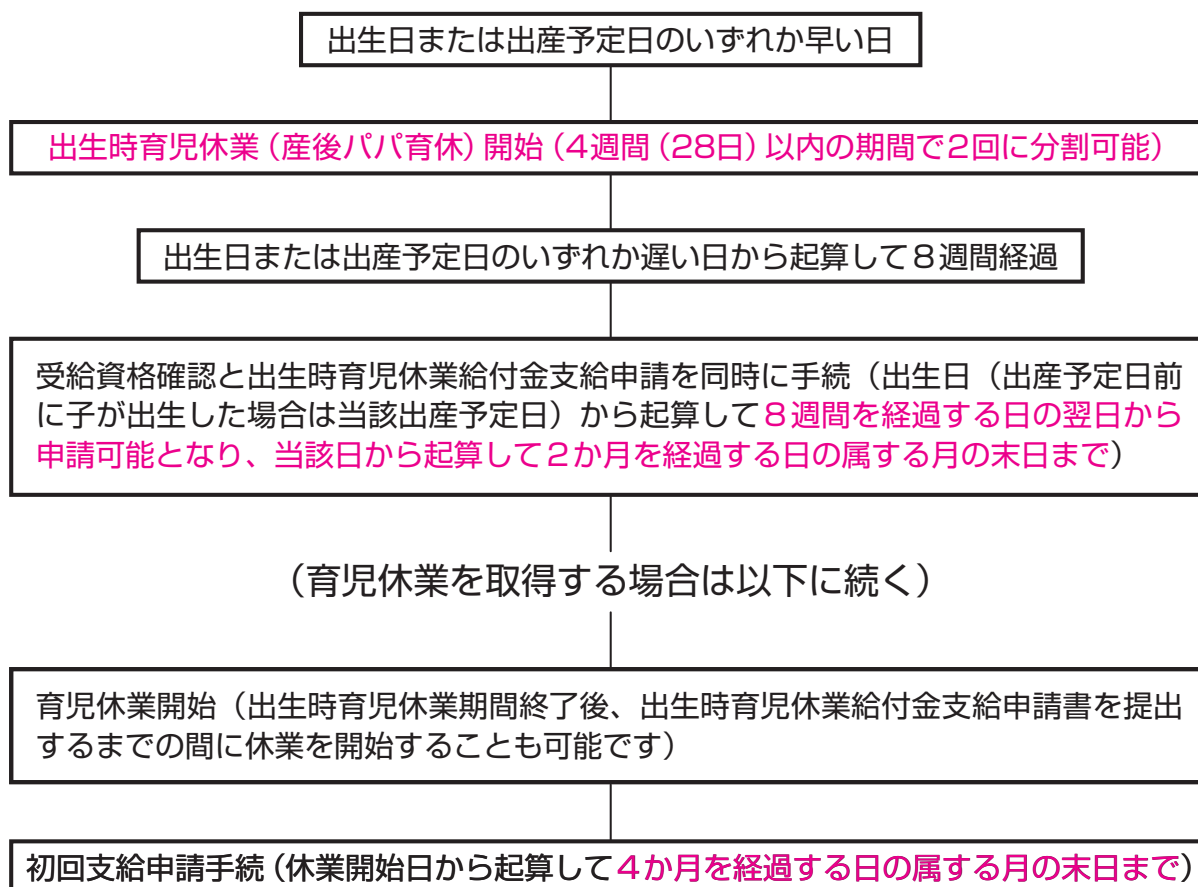 出生日または出産予定日のいずれか早い日
出生時育児休業（産後パパ育休）開始（4週間（28日）以内の期間で2回に分割可能）
出生日または出産予定日のいずれか遅い日から起算して８週間経過
受給資格確認と出生時育児休業給付金支給申請を同時に手続（出生日（出産予定日前
に子が出生した場合は当該出産予定日）から起算して８週間を経過する日の翌日から
申請可能となり、当該日から起算して２か月を経過する日の属する月の末日まで）
（育児休業を取得する場合は以下に続く）
育児休業開始（出生時育児休業期間終了後、出生時育児休業給付金支給申請書を提出
するまでの間に休業を開始することも可能です）
初回支給申請手続（休業開始日から起算して４か月を経過する日の属する月の末日まで）